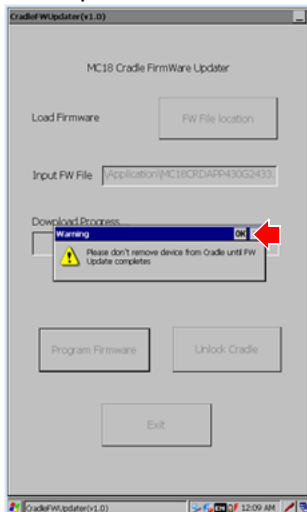 CradleFWUpdater(v1.0)
MC18 Cradle FirmWare Updater
Load Firmware
FW File location
Input FW File
\Application\MC18CRDAPP430G2433.
Download Progress...
Warning
OK
Please don't remove device from Cradle until FW
Update completes
Program Firmware
Unlock Cradle
Exit
CradleFWUpdater(v1.0)
EN
12:09 AM